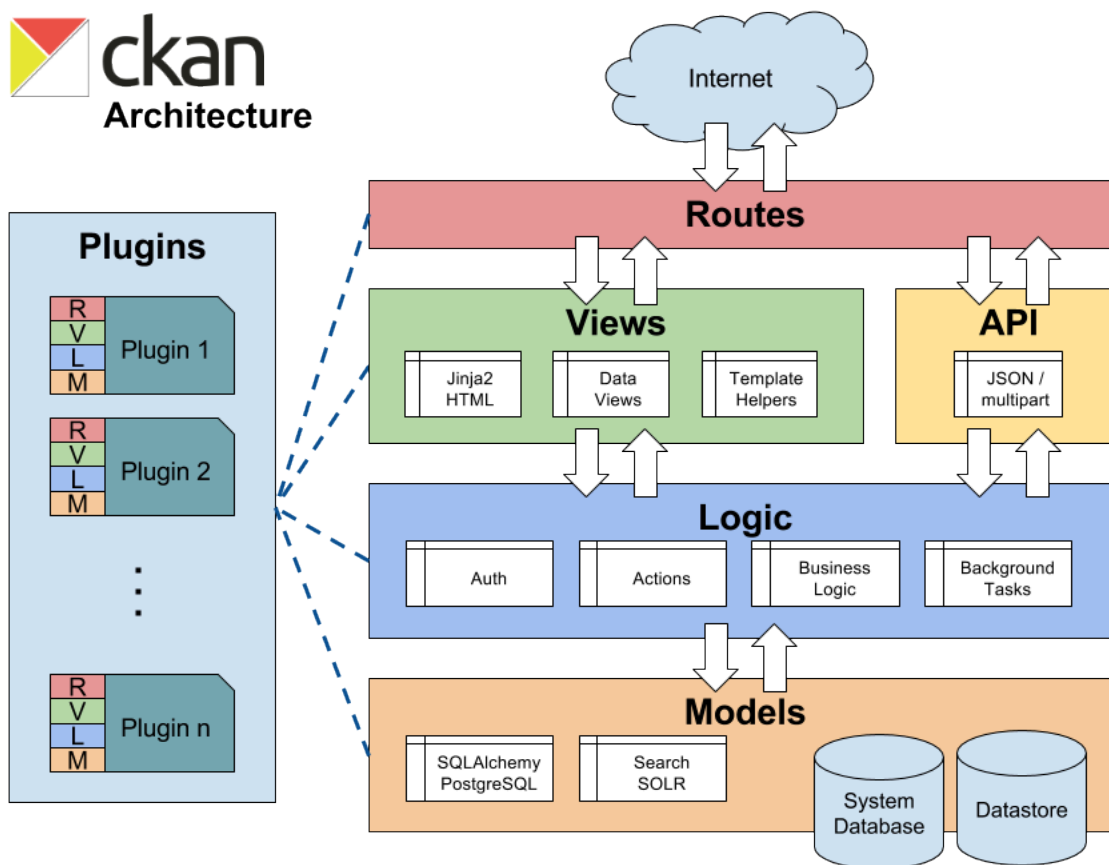 ckan
Architecture
Internet
Routes
Plugins
R
V
L
M
Plugin 1
R
V
L
M
Plugin 2
R
V
L
M
Plugin n
Views
Jinja2
HTML
Data
Views
Template
Helpers
API
JSON /
multipart
Logic
Auth
Actions
Business
Logic
Background
Tasks
Models
SQLAlchemy
PostgreSQL
Search
SOLR
System
Database
Datastore